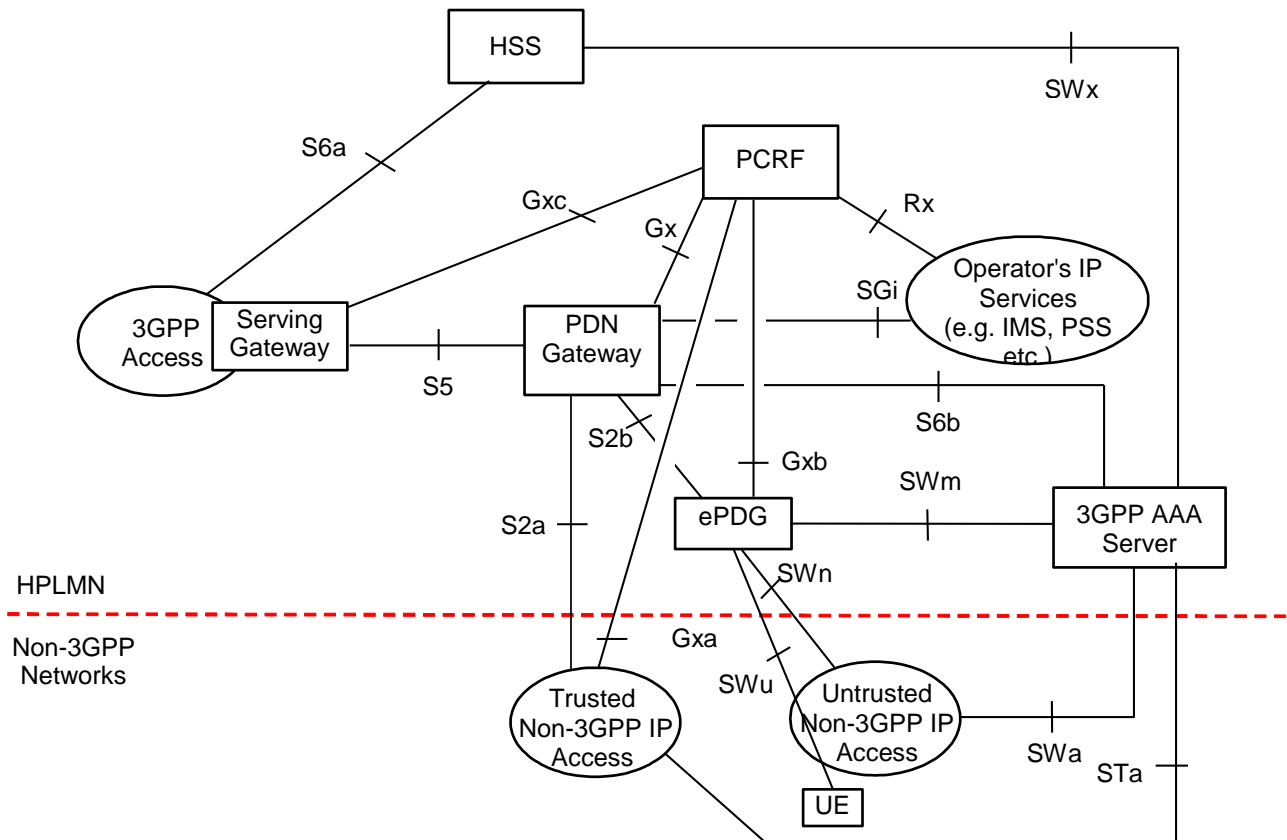 HSS
SWx
S6a
PCRF
Gxc
Rx
Gx
Operator's IP
Services
(e.g. IMS, PSS
etc.)
SGi
3GPP
Access
Serving
Gateway
PDN
Gateway
S5
S6b
S2b
Gxb
SWm
S2a
ePDG
3GPP AAA
Server
SWn
HPLMN
Non-3GPP
Networks
Gxa
SWu
Trusted
Non-3GPP IP
Access
Untrusted
Non-3GPP IP
Access
SWa
STa
UE